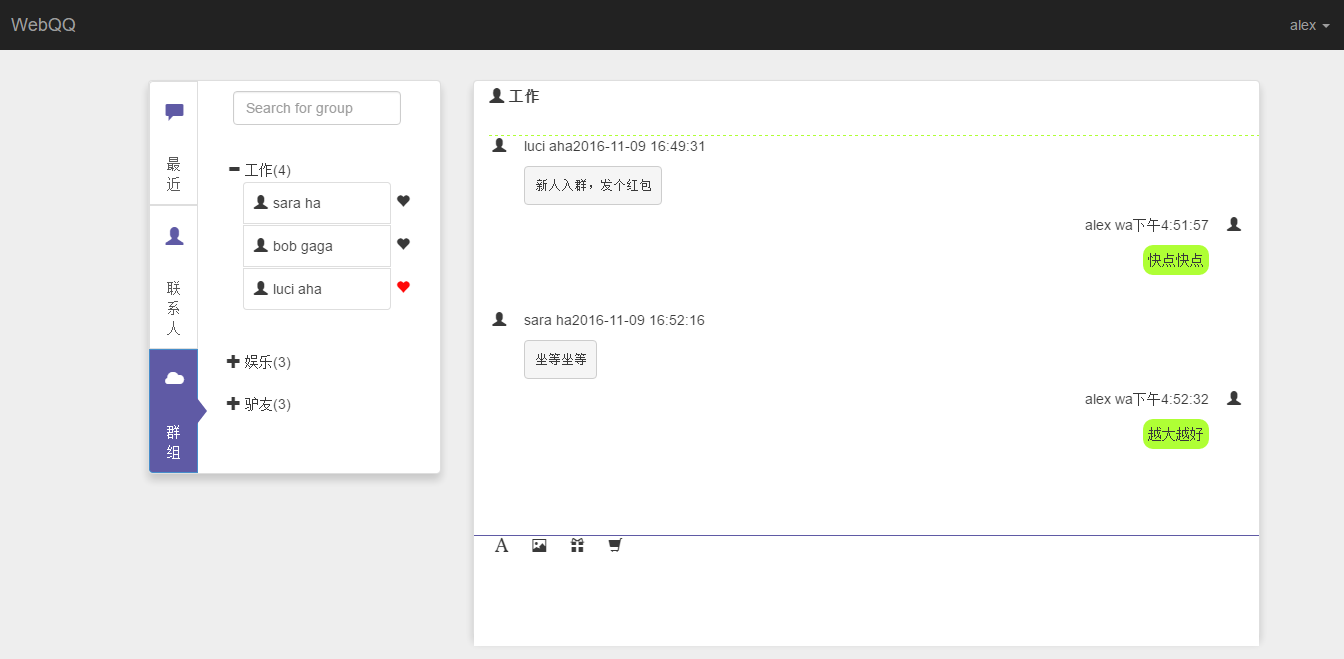 WebQQ
alex
最
近
联
系
人
群
组
Search for group
工作(4)
sara ha
bob gaga
luci aha
娱乐(3)
驴友(3)
工作
luci aha2016-11-09 16:49:31
新人入群，发个红包
alex wa下午4:51:57
快点快点
sara ha2016-11-09 16:52:16
坐等坐等
alex wa下午4:52:32
越大越好